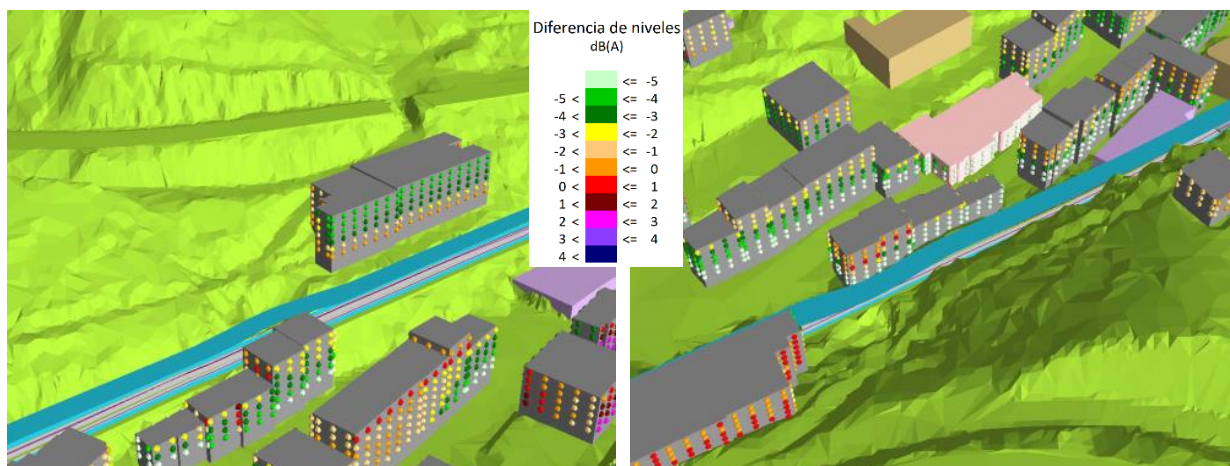 Diferencia de niveles
dB(A)
<= -5
-5 < <= -4
-4 < <= -3
-3 < <= -2
-2 < <= -1
-1 < <= 0
0 < <= 1
1 < <= 2
2 < <= 3
3 < <= 4
4 <